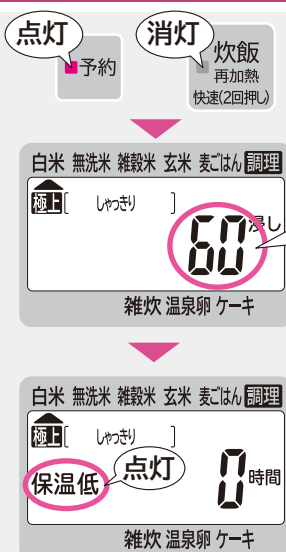 点灯
予約
消灯
炊飯
再加熱
快速(2回押し)
白米 無洗米 雑穀米 玄米 麦ごはん 調理
極上[ しゃっきり ]
60 浸し
雑炊 温泉卵 ケーキ
白米 無洗米 雑穀米 玄米 麦ごはん 調理
極上[ しゃっきり ]
保温低
点灯
0時間
雑炊 温泉卵 ケーキ